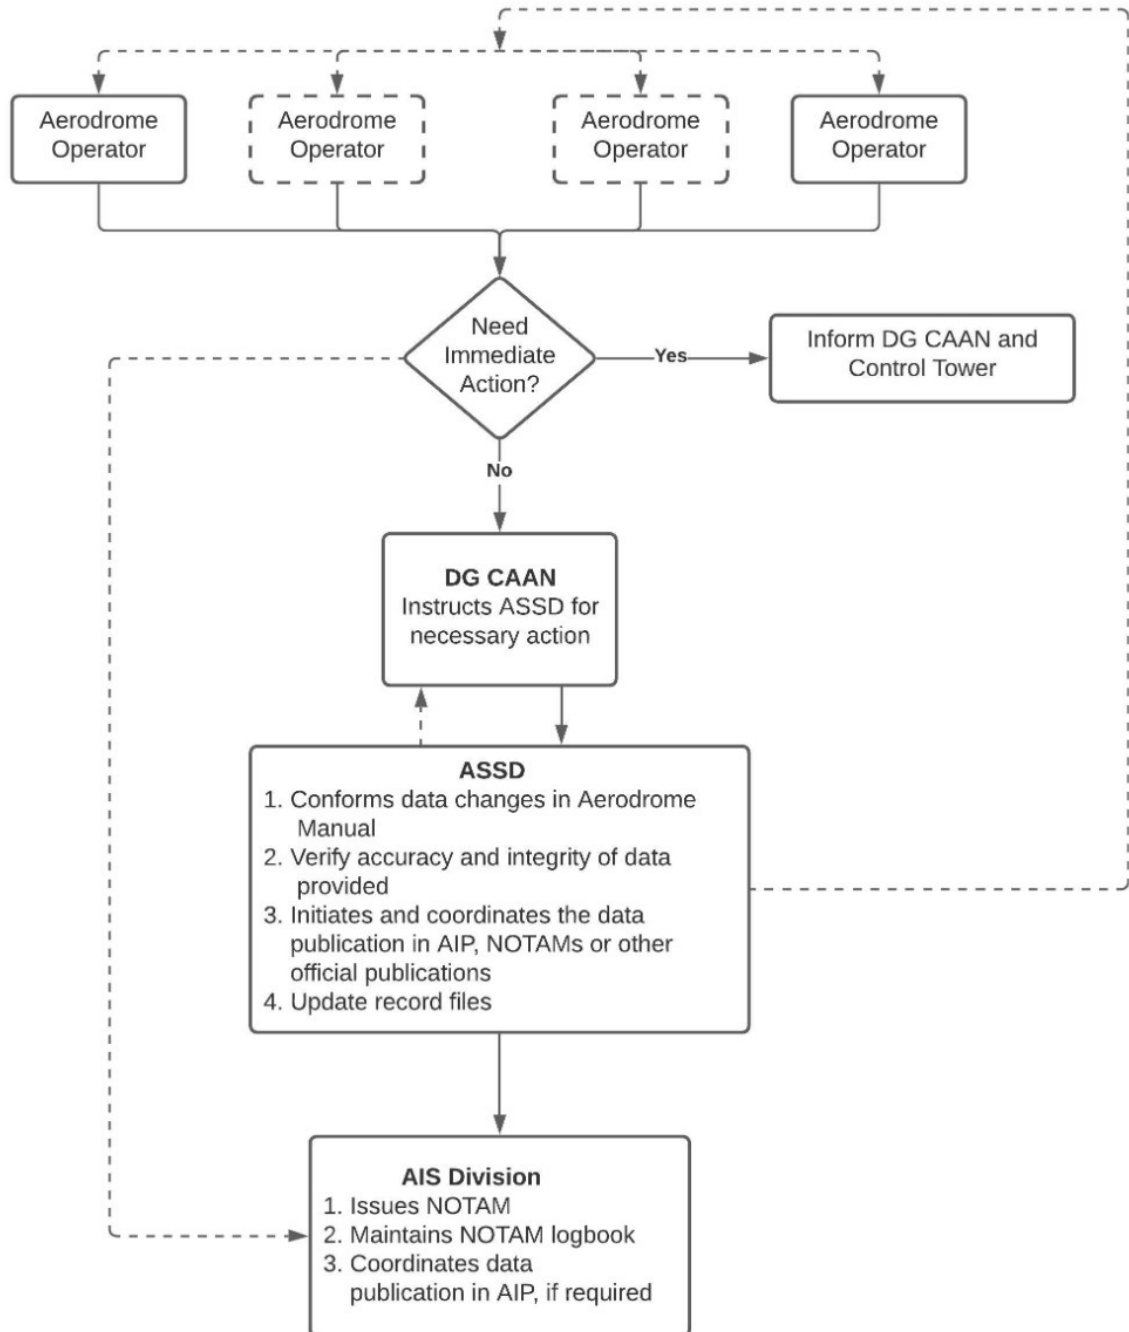 Aerodrome
Operator
Aerodrome
Operator
Aerodrome
Operator
Aerodrome
Operator
Need
Immediate
Action?
Yes
Inform DG CAAN and
Control Tower
No
DG CAAN
Instructs ASSD for
necessary action
ASSD
1. Conforms data changes in Aerodrome
Manual
2. Verify accuracy and integrity of data
provided
3. Initiates and coordinates the data
publication in AIP, NOTAMs or other
official publications
4. Update record files
AIS Division
1. Issues NOTAM
2. Maintains NOTAM logbook
3. Coordinates data
publication in AIP, if required